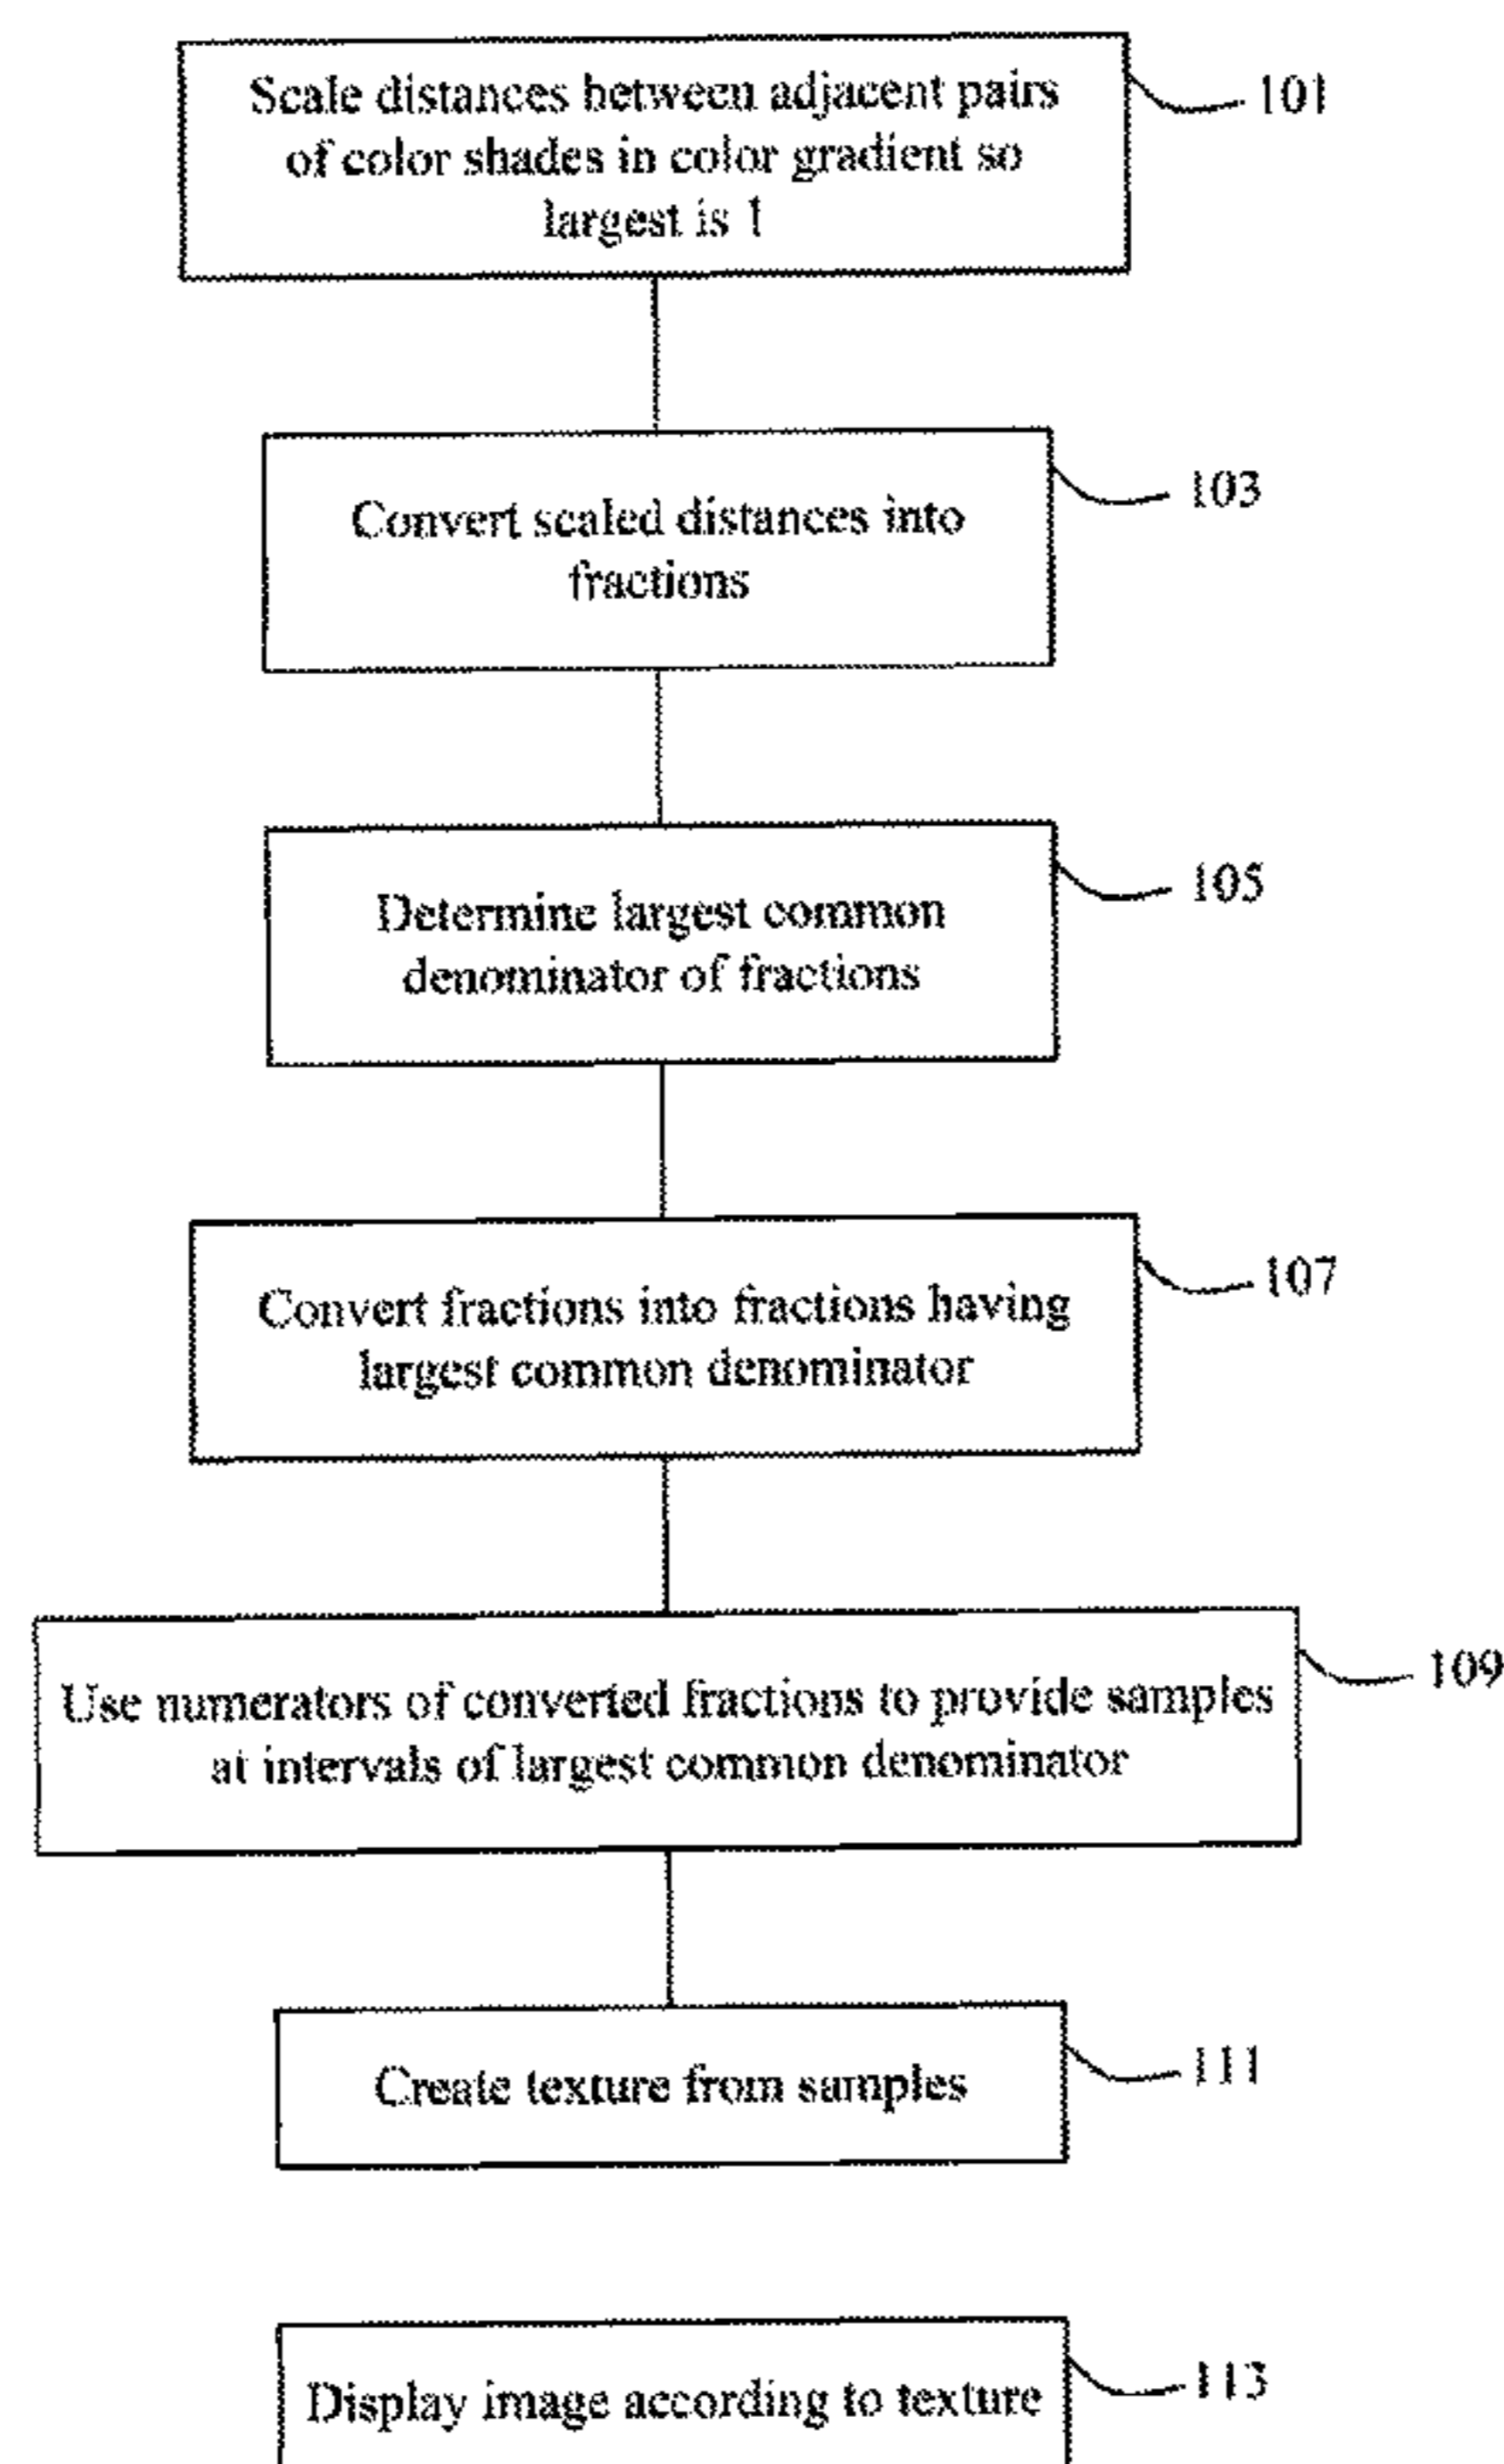 Scale distances between adjacent pairs
of color shades in color gradient so
largest is 1
101
Convert scaled distances into
fractions
103
Determine largest common
denominator of fractions
105
Convert fractions into fractions having
largest common denominator
107
Use numerators of converted fractions to provide samples
at intervals of largest common denominator
109
Create texture from samples
111
Display image according to texture
113